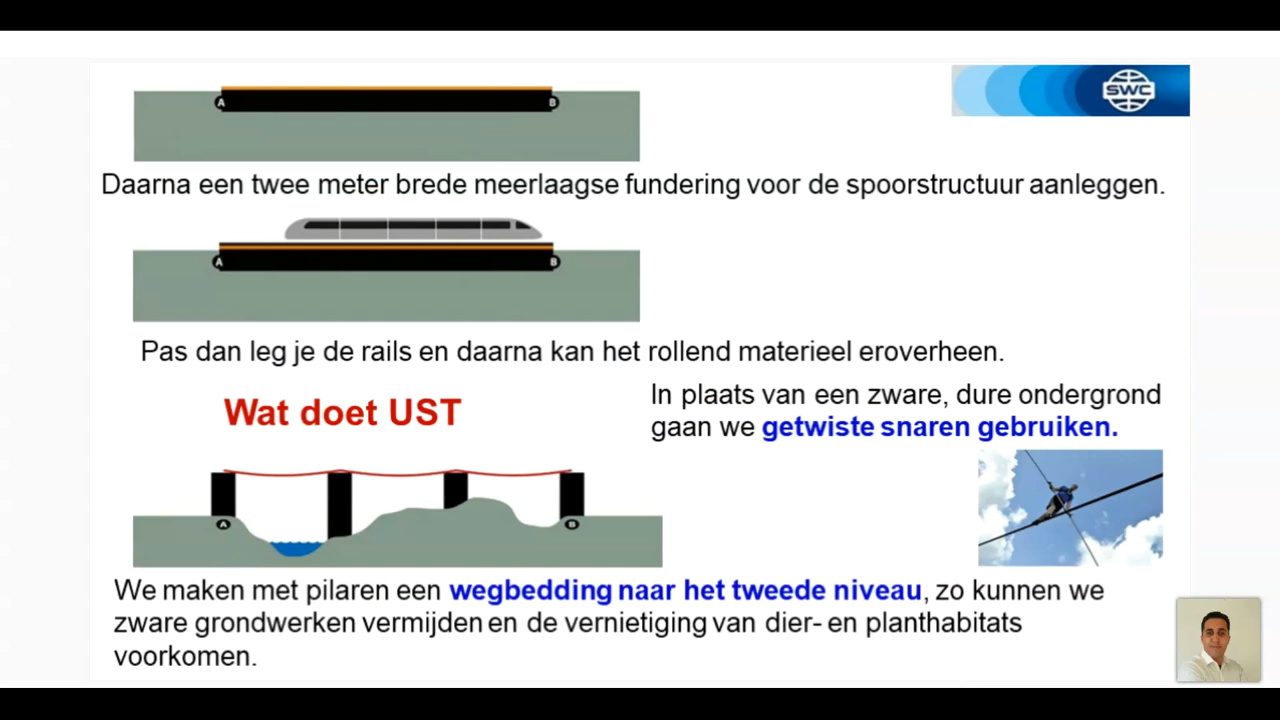 SWC
A B
Daarna een twee meter brede meerlaagse fundering voor de spoorstructuur aanleggen.
A B
Pas dan leg je de rails en daarna kan het rollend materieel eroverheen.
Wat doet UST
In plaats van een zware, dure ondergrond
gaan we getwiste snaren gebruiken.
A B
We maken met pilaren een wegbedding naar het tweede niveau, zo kunnen we
zware grondwerken vermijden en de vernietiging van dier- en planthabitats
voorkomen.